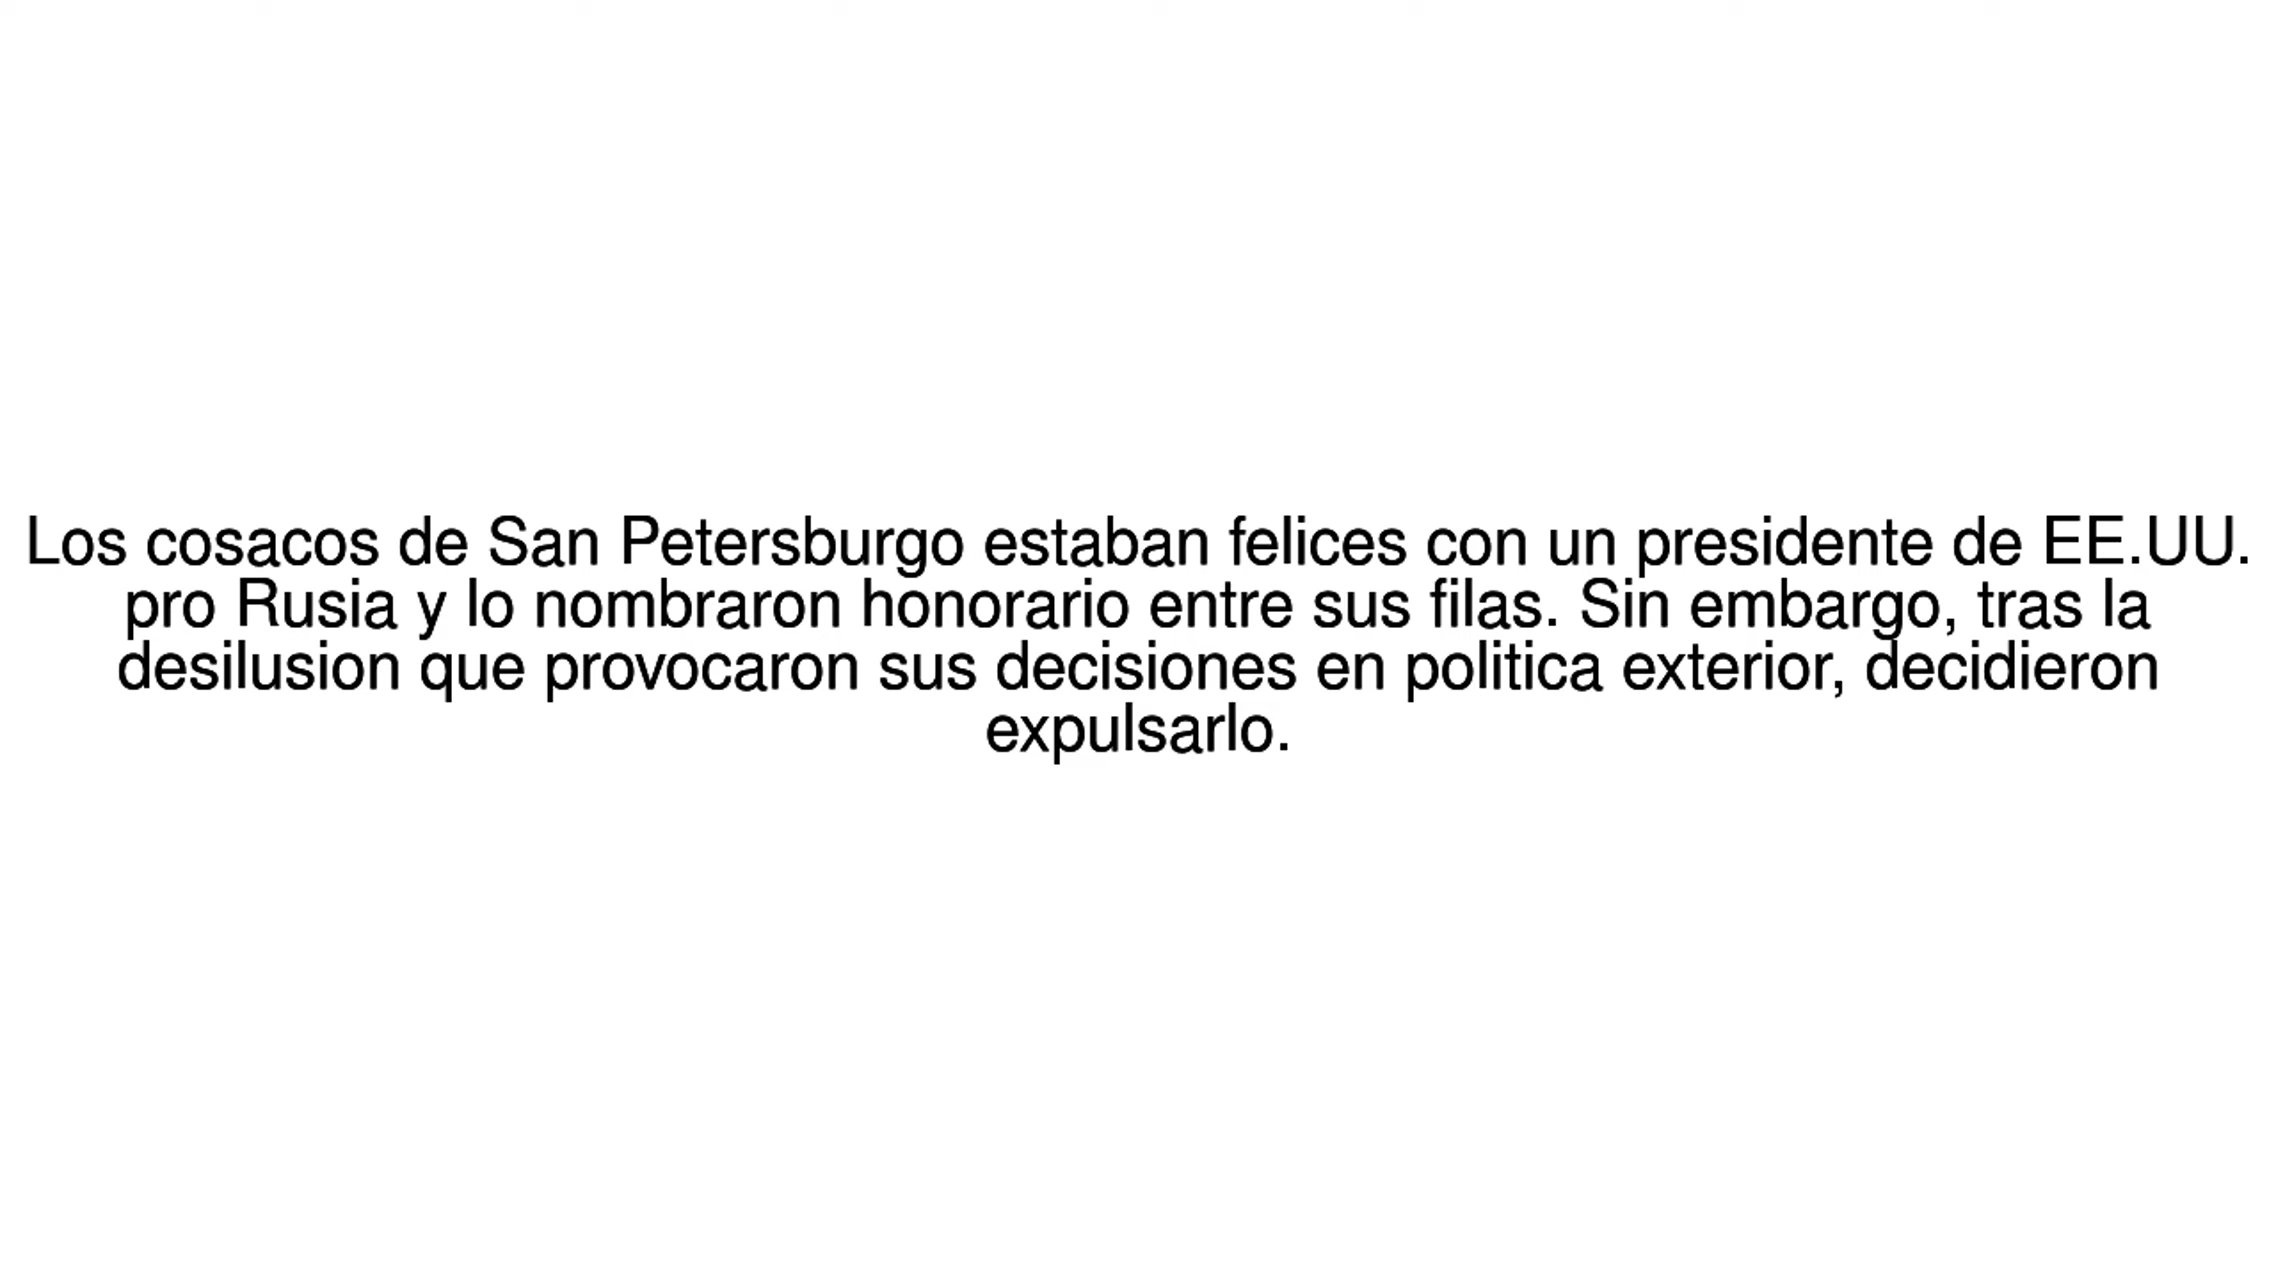 Los cosacos de San Petersburgo estaban felices con un presidente de EE.UU.
pro Rusia y lo nombraron honorario entre sus filas. Sin embargo, tras la
desilusion que provocaron sus decisiones en politica exterior, decidieron
expulsarlo.